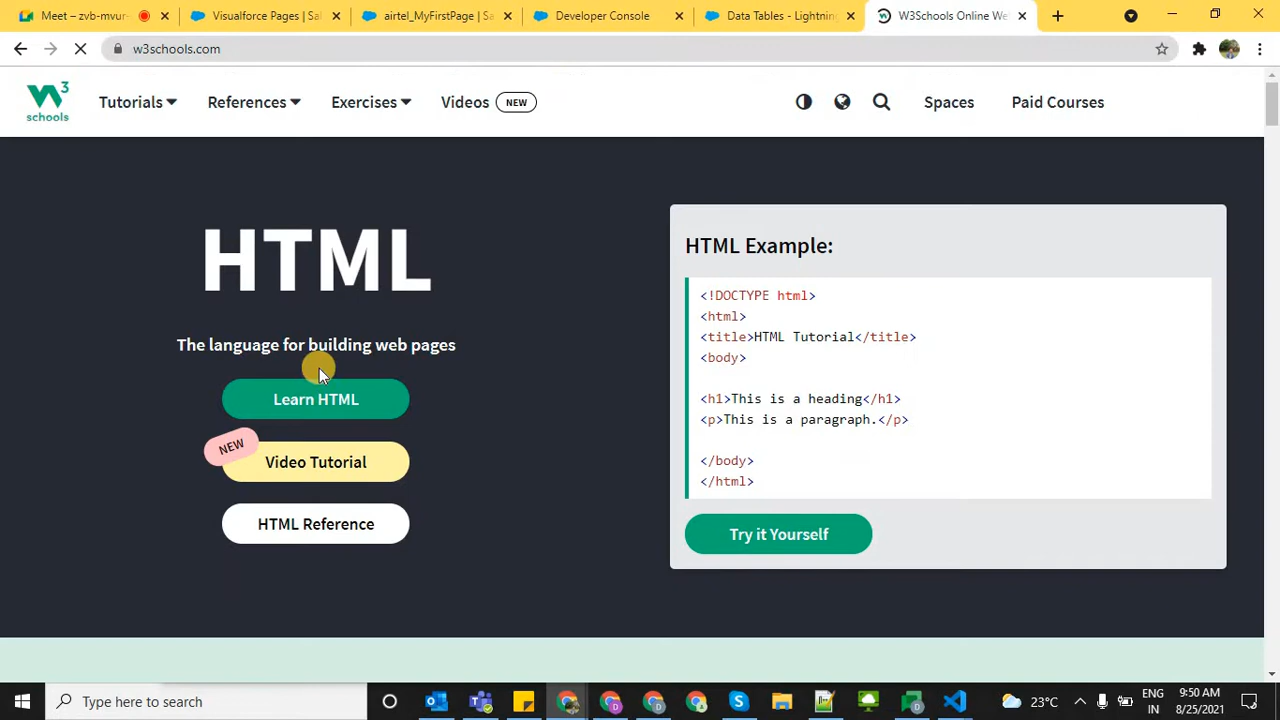 Meet – zvb-mvur-
Visualforce Pages | Sal
airtel_MyFirstPage | Sa
Developer Console
Data Tables - Lightnin
W3Schools Online We
w3schools.com
W3 schools
Tutorials
References
Exercises
Videos NEW
Spaces
Paid Courses
HTML
The language for building web pages
Learn HTML
NEW
Video Tutorial
HTML Reference
HTML Example:
<!DOCTYPE html>
<html>
<title>HTML Tutorial</title>
<body>
<h1>This is a heading</h1>
<p>This is a paragraph.</p>
</body>
</html>
Try it Yourself
Type here to search
23°C
ENG
IN
9:50 AM
8/25/2021